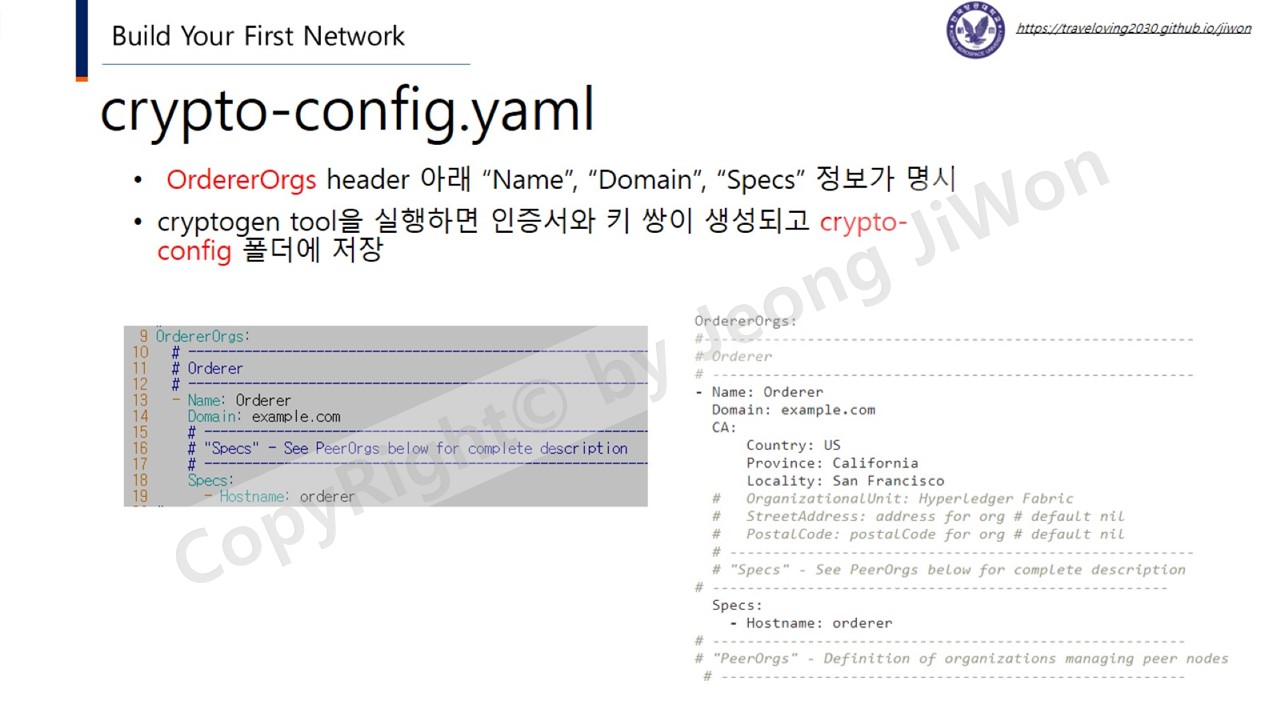 Build Your First Network
https://traveloving2030.github.io/jiwon
crypto-config.yaml
• OrdererOrgs header 아래 “Name”, “Domain”, “Specs” 정보가 명시
• cryptogen tool을 실행하면 인증서와 키 쌍이 생성되고 crypto-
config 폴더에 저장
9 OrdererOrgs:
10 # ---------------------------------------------------------
11 # Orderer
12 # ---------------------------------------------------------
13 - Name: Orderer
14 Domain: example.com
15 # ---------------------------------------------------------
16 # "Specs" - See PeerOrgs below for complete description
17 # ---------------------------------------------------------
18 Specs:
19 - Hostname: orderer
OrdererOrgs:
#---------------------------------------------------------
# Orderer
# ---------------------------------------------------------
- Name: Orderer
Domain: example.com
CA:
Country: US
Province: California
Locality: San Francisco
# OrganizationalUnit: Hyperledger Fabric
# StreetAddress: address for org # default nil
# PostalCode: postalCode for org # default nil
# ---------------------------------------------------------
# "Specs" - See PeerOrgs below for complete description
# ------------------------------------------------------
Specs:
- Hostname: orderer
# ---------------------------------------------------------
# "PeerOrgs" - Definition of organizations managing peer nodes
# ---------------------------------------------------------
CopyRight© by Jeong JiWon